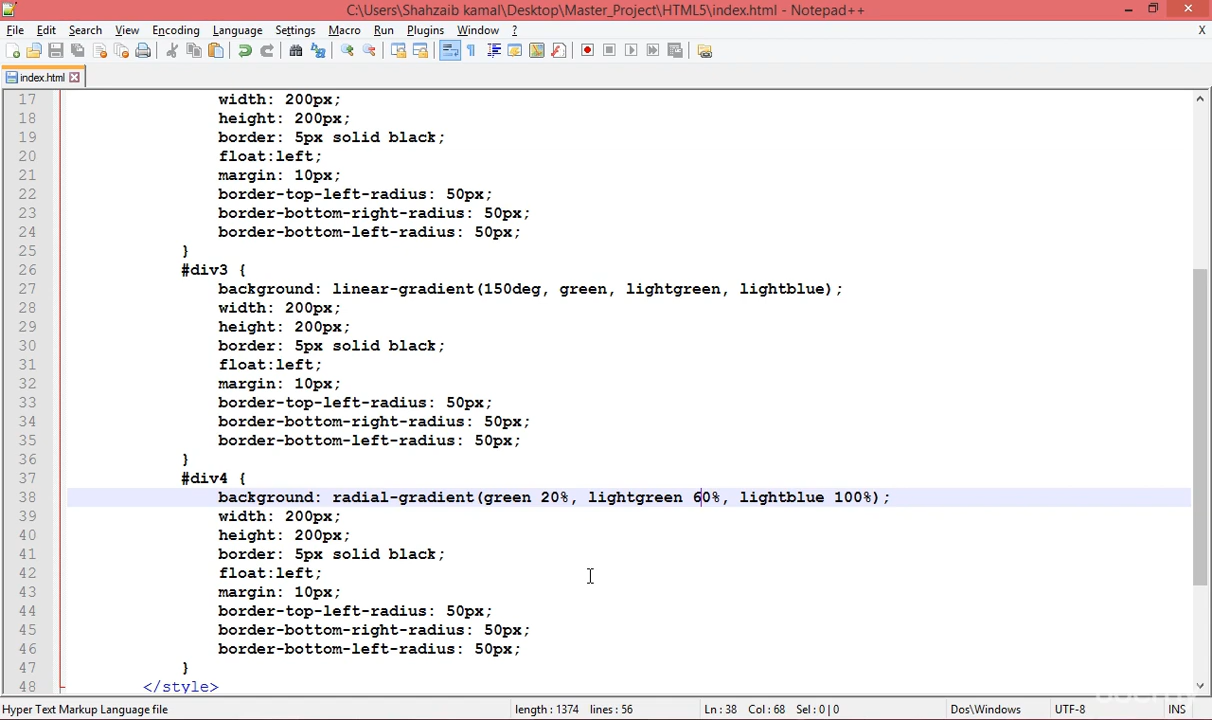 C:\Users\Shahzaib kamal\Desktop\Master_Project\HTML5\index.html - Notepad++
File Edit Search View Encoding Language Settings Macro Run Plugins Window ? X
index.html
17 width: 200px;
18 height: 200px;
19 border: 5px solid black;
20 float:left;
21 margin: 10px;
22 border-top-left-radius: 50px;
23 border-bottom-right-radius: 50px;
24 border-bottom-left-radius: 50px;
25 }
26 #div3 {
27 background: linear-gradient(150deg, green, lightgreen, lightblue);
28 width: 200px;
29 height: 200px;
30 border: 5px solid black;
31 float:left;
32 margin: 10px;
33 border-top-left-radius: 50px;
34 border-bottom-right-radius: 50px;
35 border-bottom-left-radius: 50px;
36 }
37 #div4 {
38 background: radial-gradient(green 20%, lightgreen 60%, lightblue 100%);
39 width: 200px;
40 height: 200px;
41 border: 5px solid black;
42 float:left;
43 margin: 10px;
44 border-top-left-radius: 50px;
45 border-bottom-right-radius: 50px;
46 border-bottom-left-radius: 50px;
47 }
48 </style>
Hyper Text Markup Language file length : 1374 lines : 56 Ln : 38 Col : 68 Sel : 0 | 0 Dos\Windows UTF-8 INS